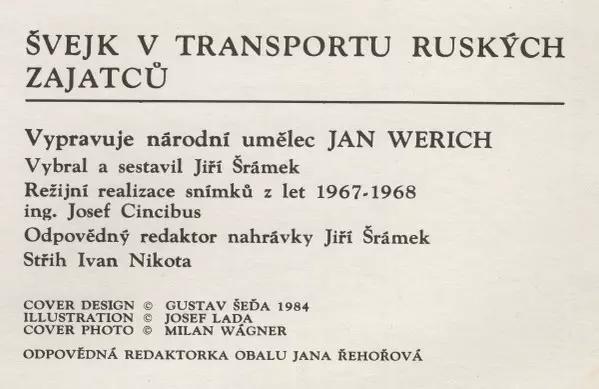 ŠVEJK V TRANSPORTU RUSKÝCH
ZAJATCŮ
Vypravuje národní umělec JAN WERICH
Vybral a sestavil Jiří Šrámek
Režijní realizace snímků z let 1967-1968
ing. Josef Cincibus
Odpovědný redaktor nahrávky Jiří Šrámek
Střih Ivan Nikota
COVER DESIGN © GUSTAV ŠEĎA 1984
ILLUSTRATION © JOSEF LADA
COVER PHOTO © MILAN WÁGNER
ODPOVĚDNÁ REDAKTORKA OBALU JANA ŘEHOŘOVÁ